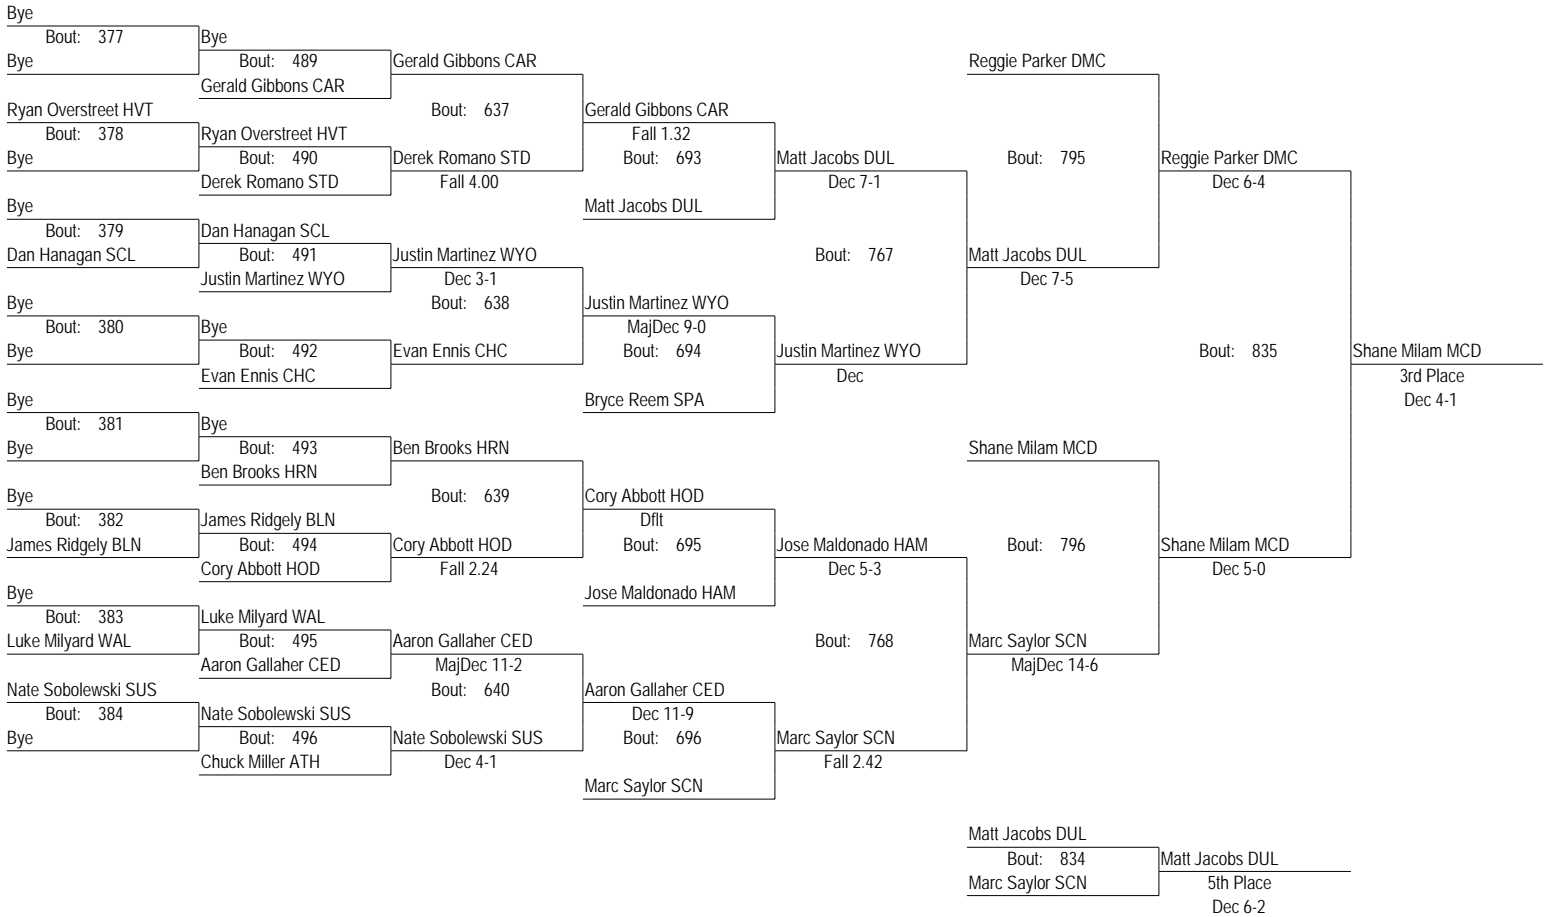 Bye
Bout: 377
Bye
Bye
Bout: 489
Gerald Gibbons CAR
Gerald Gibbons CAR
Ryan Overstreet HVT
Bout: 378
Bye
Ryan Overstreet HVT
Bout: 490
Derek Romano STD
Bout: 637
Derek Romano STD
Fall 4.00
Gerald Gibbons CAR
Fall 1.32
Bout: 693
Matt Jacobs DUL
Bye
Bout: 379
Dan Hanagan SCL
Dan Hanagan SCL
Bout: 491
Justin Martinez WYO
Justin Martinez WYO
Dec 3-1
Bout: 638
Bye
Bout: 380
Bye
Bye
Bout: 492
Evan Ennis CHC
Evan Ennis CHC
Justin Martinez WYO
MajDec 9-0
Bout: 694
Bryce Reem SPA
Matt Jacobs DUL
Dec 7-1
Bout: 767
Justin Martinez WYO
Dec
Reggie Parker DMC
Bout: 795
Matt Jacobs DUL
Dec 7-5
Reggie Parker DMC
Dec 6-4
Bye
Bout: 381
Bye
Bye
Bout: 493
Ben Brooks HRN
Ben Brooks HRN
Bout: 639
Bye
Bout: 382
James Ridgely BLN
James Ridgely BLN
Bout: 494
Cory Abbott HOD
Cory Abbott HOD
Fall 2.24
Cory Abbott HOD
Dflt
Bout: 695
Jose Maldonado HAM
Bye
Bout: 383
Luke Milyard WAL
Luke Milyard WAL
Bout: 495
Aaron Gallaher CED
Aaron Gallaher CED
MajDec 11-2
Bout: 640
Nate Sobolewski SUS
Bout: 384
Bye
Nate Sobolewski SUS
Bout: 496
Chuck Miller ATH
Nate Sobolewski SUS
Dec 4-1
Aaron Gallaher CED
Dec 11-9
Bout: 696
Marc Saylor SCN
Jose Maldonado HAM
Dec 5-3
Bout: 768
Marc Saylor SCN
Fall 2.42
Shane Milam MCD
Bout: 796
Marc Saylor SCN
MajDec 14-6
Shane Milam MCD
Dec 5-0
Bout: 835
Shane Milam MCD
3rd Place
Dec 4-1
Matt Jacobs DUL
Bout: 834
Marc Saylor SCN
Matt Jacobs DUL
5th Place
Dec 6-2